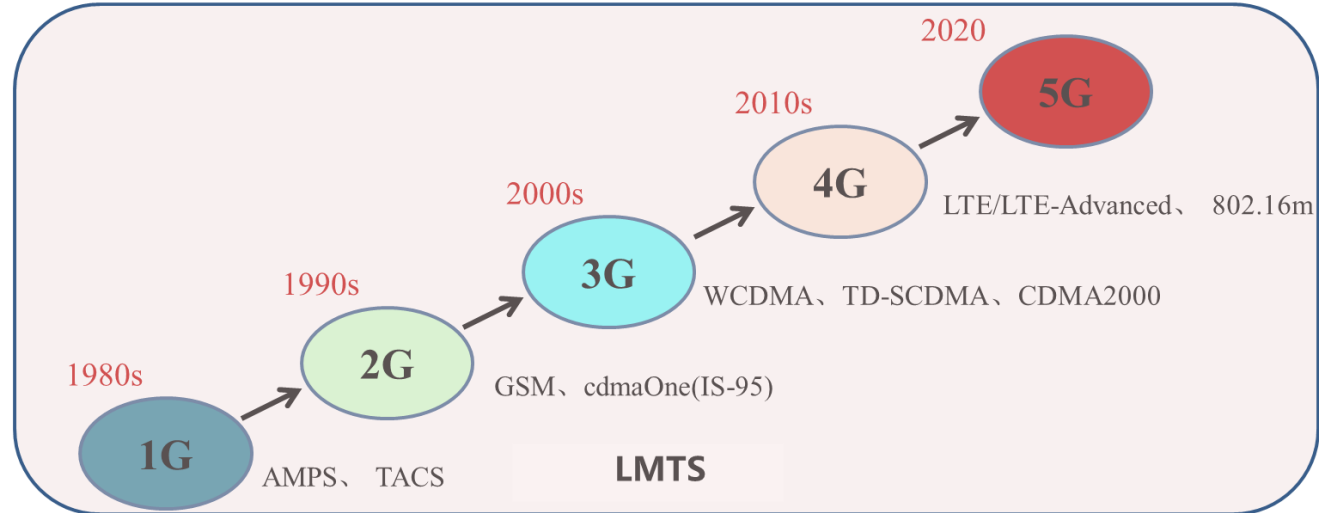 2020
5G
2010s
4G
LTE/LTE-Advanced、 802.16m
2000s
3G
WCDMA、TD-SCDMA、CDMA2000
1990s
2G
GSM、cdmaOne(IS-95)
1980s
1G
AMPS、 TACS
LMTS